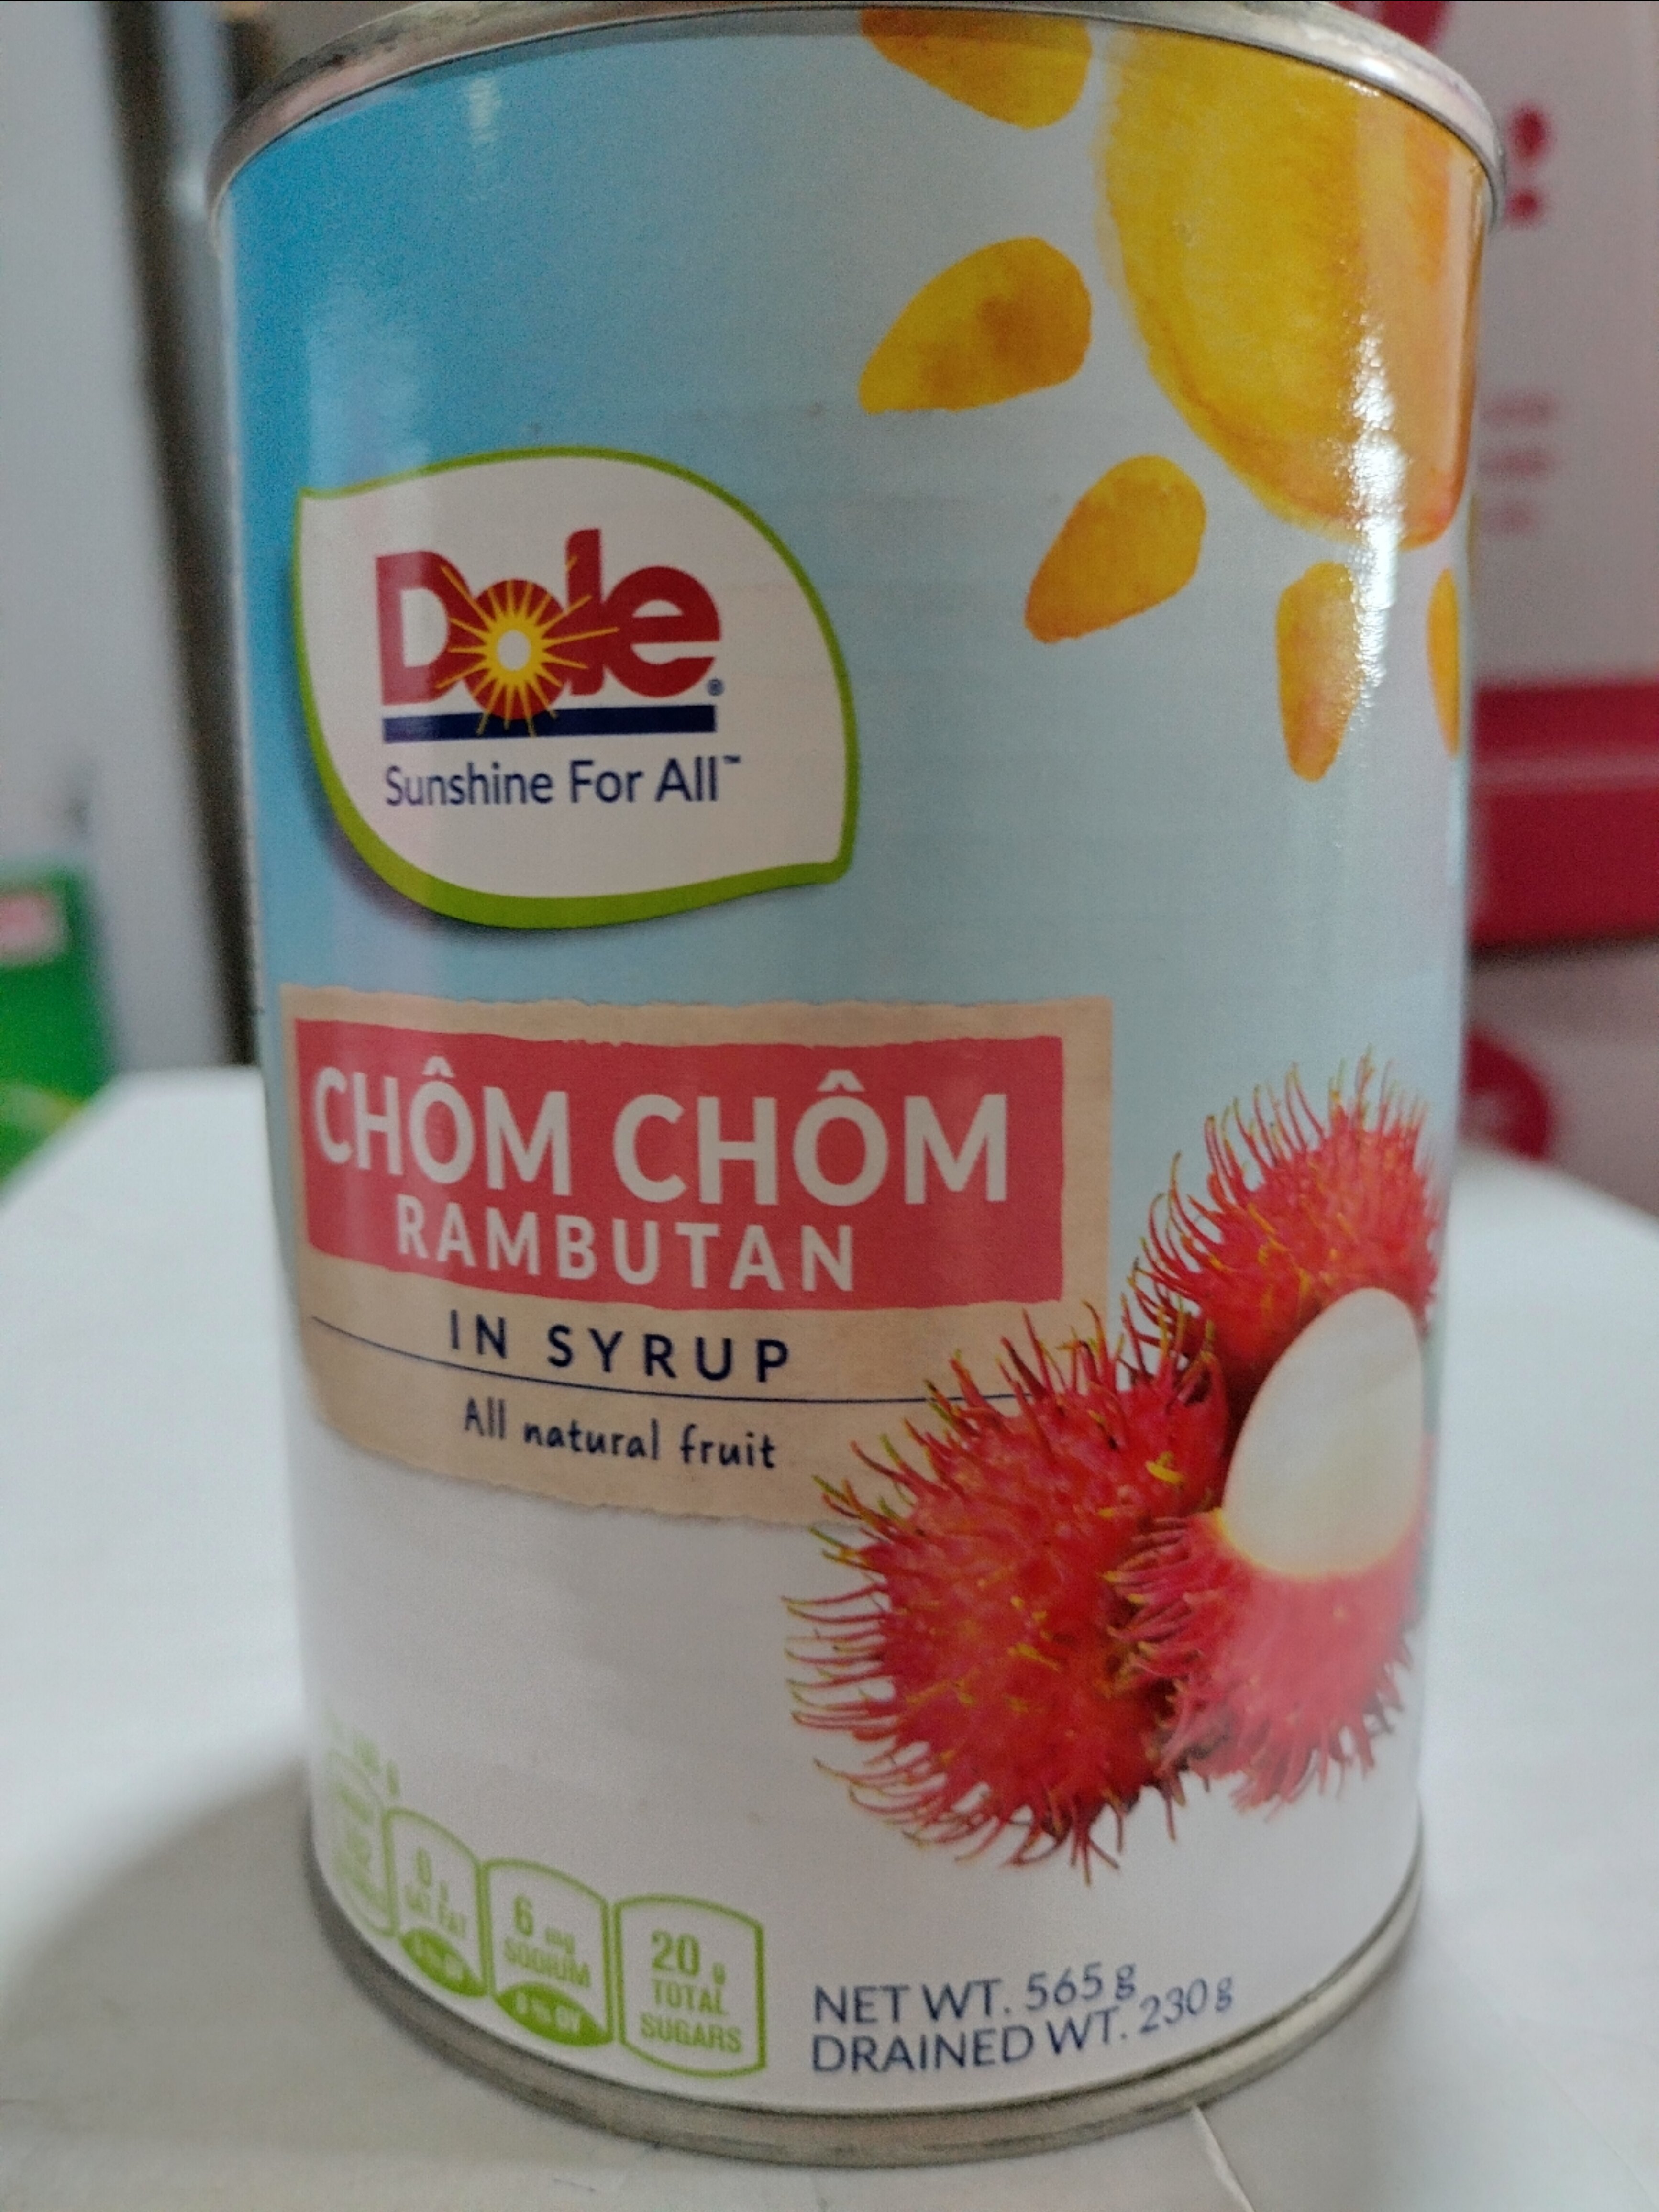 Dole®
Sunshine For All™
CHÔM CHÔM
RAMBUTAN
IN SYRUP
All natural fruit
0 g
SAT FAT
6 mg
SODIUM
20 g
TOTAL
SUGARS
NET WT. 565 g
DRAINED WT. 230 g